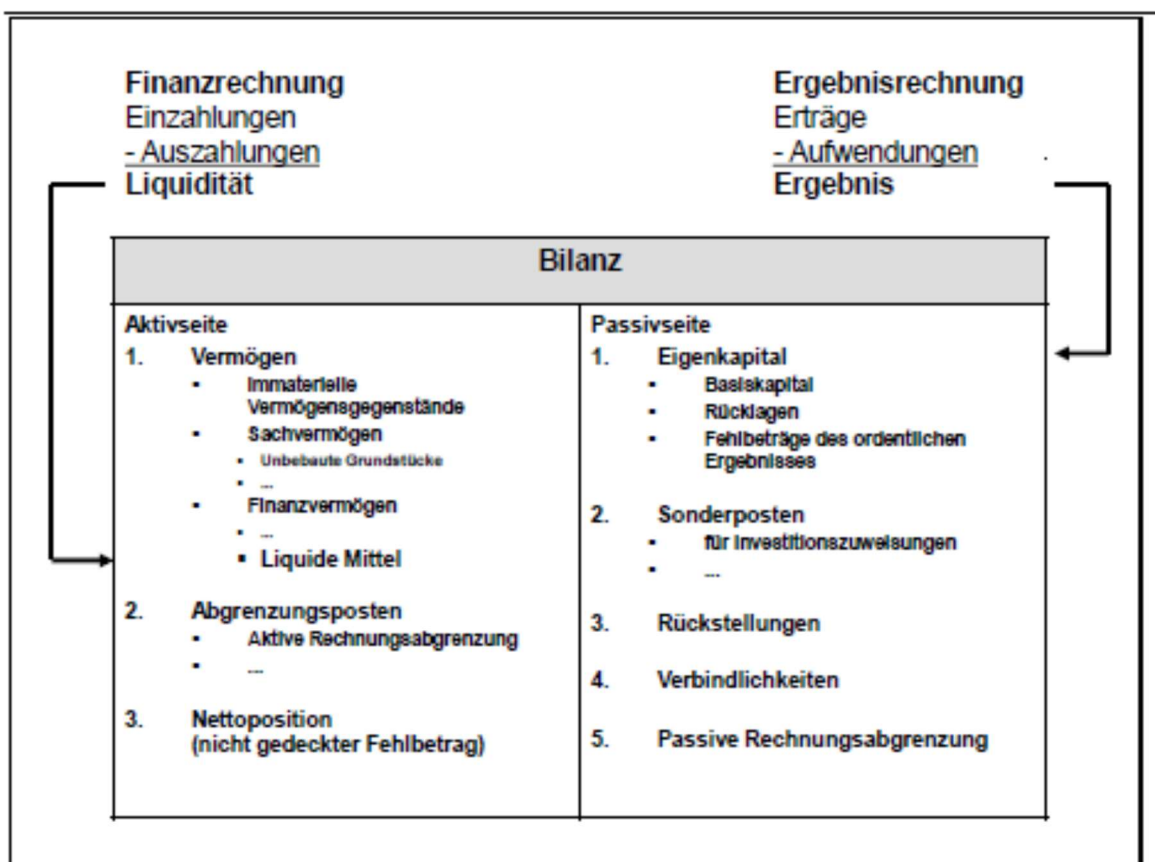 Finanzrechnung
Einzahlungen
- Auszahlungen
Liquidität
Ergebnisrechnung
Erträge
- Aufwendungen
Ergebnis
Bilanz
Aktivseite
1. Vermögen
▪ Immaterielle
Vermögensgegenstände
▪ Sachvermögen
▪ Unbebaute Grundstücke
▪ ...
▪ Finanzvermögen
▪ ...
▪ Liquide Mittel
2. Abgrenzungsposten
▪ Aktive Rechnungsabgrenzung
▪ ...
3. Nettoposition
(nicht gedeckter Fehlbetrag)
Passivseite
1. Eigenkapital
▪ Basiskapital
▪ Rücklagen
▪ Fehlbeträge des ordentlichen
Ergebnisses
2. Sonderposten
▪ für Investitionszuweisungen
▪ ...
3. Rückstellungen
4. Verbindlichkeiten
5. Passive Rechnungsabgrenzung